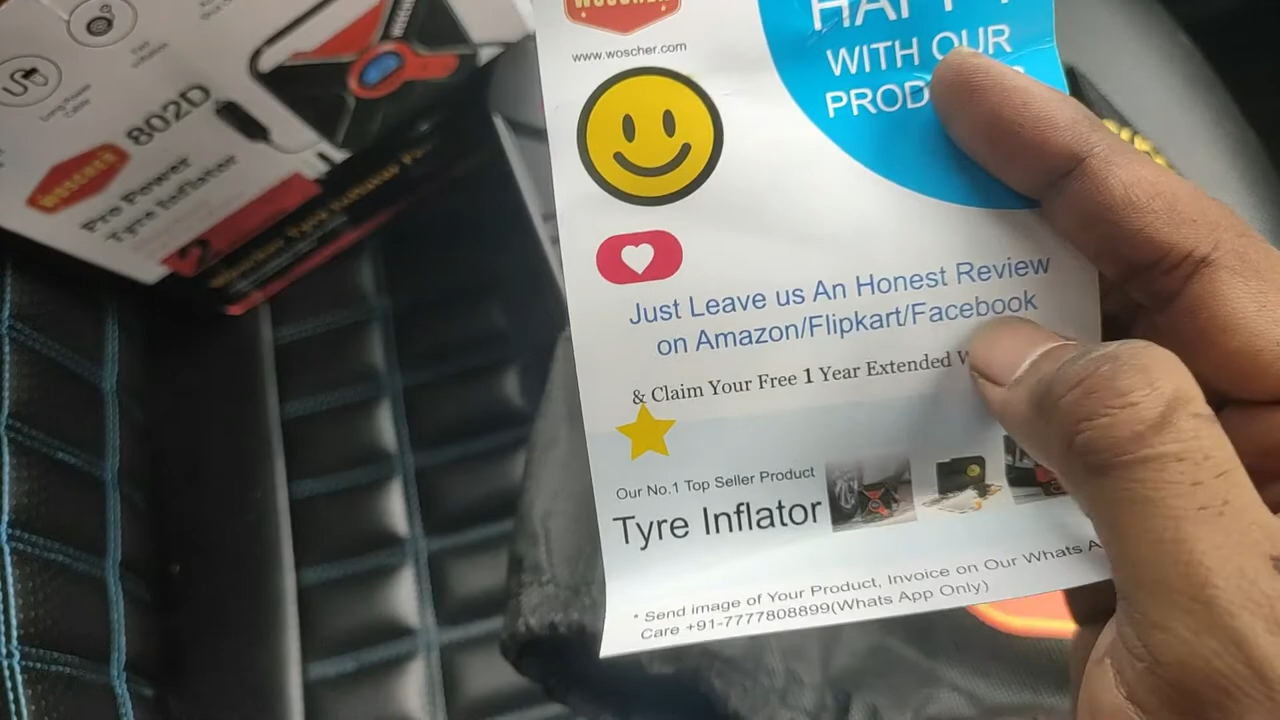 802D
WOSCHER
Pro Power
Tyre Inflator
www.woscher.com
HAPPY
WITH OUR
Just Leave us An Honest Review
on Amazon/Flipkart/Facebook
& Claim Your Free 1 Year Extended
Our No.1 Top Seller Product
Tyre Inflator
* Send image of Your Product, Invoice on Our Whats
Care +91-7777808899(Whats App Only)